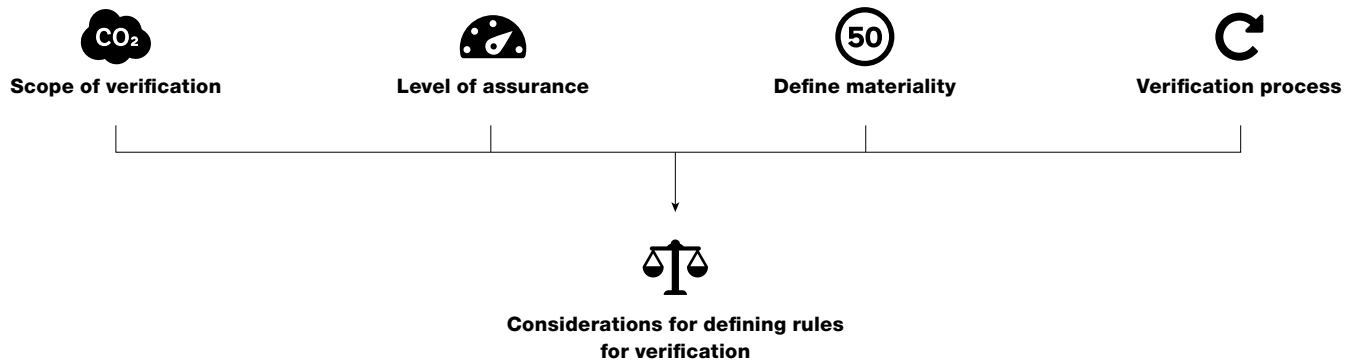 CO₂
50
Scope of verification
Level of assurance
Define materiality
Verification process
Considerations for defining rules
for verification